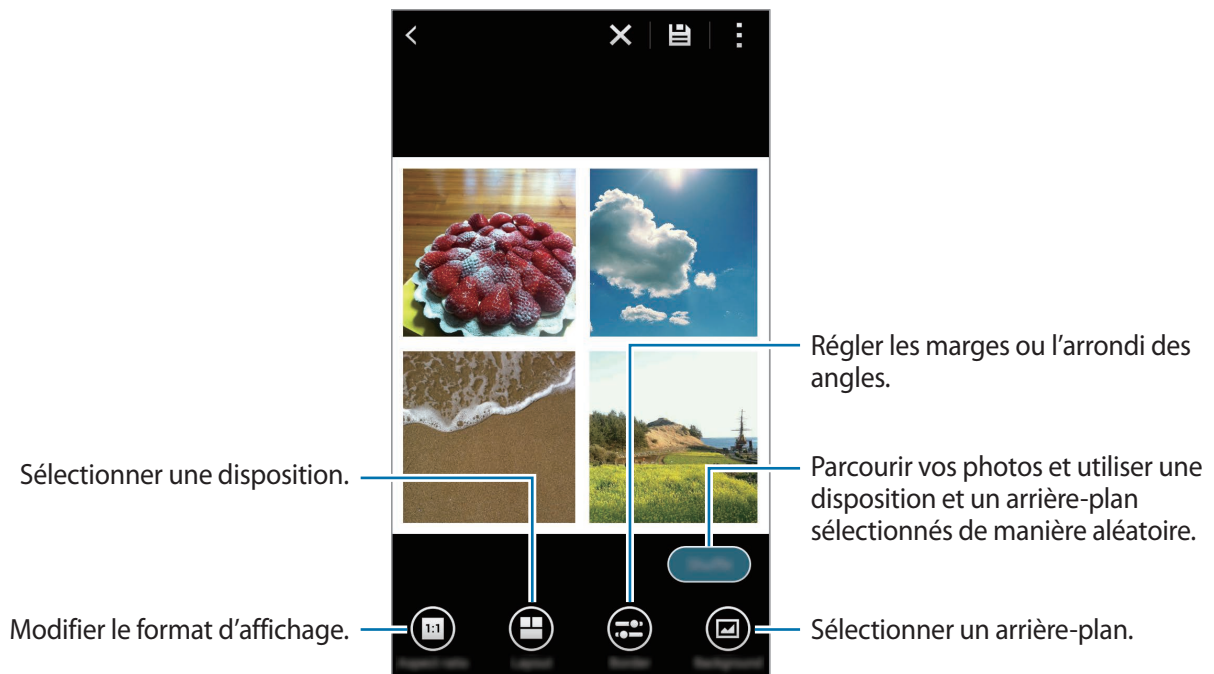 Régler les marges ou l'arrondi des
angles.
Parcourir vos photos et utiliser une
disposition et un arrière-plan
sélectionnés de manière aléatoire.
Sélectionner une disposition.
Modifier le format d'affichage.
1:1
Sélectionner un arrière-plan.